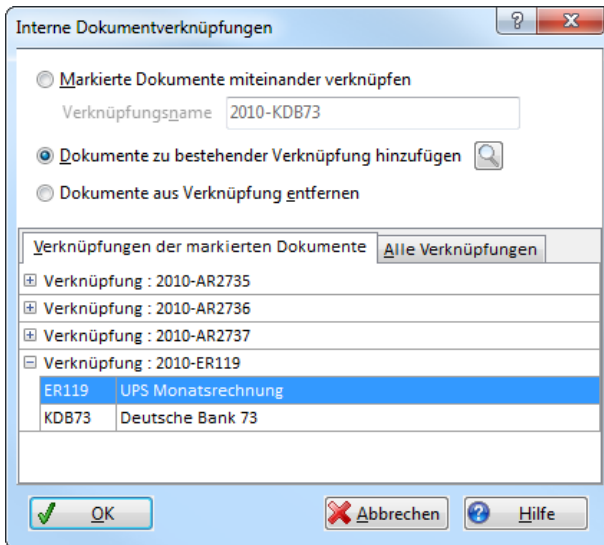 Interne Dokumentverknüpfungen
Markierte Dokumente miteinander verknüpfen
Verknüpfungsname 2010-KDB73
Dokumente zu bestehender Verknüpfung hinzufügen
Dokumente aus Verknüpfung entfernen
Verknüpfungen der markierten Dokumente Alle Verknüpfungen
Verknüpfung : 2010-AR2735
Verknüpfung : 2010-AR2736
Verknüpfung : 2010-AR2737
Verknüpfung : 2010-ER119
ER119 UPS Monatsrechnung
KDB73 Deutsche Bank 73
OK Abbrechen Hilfe